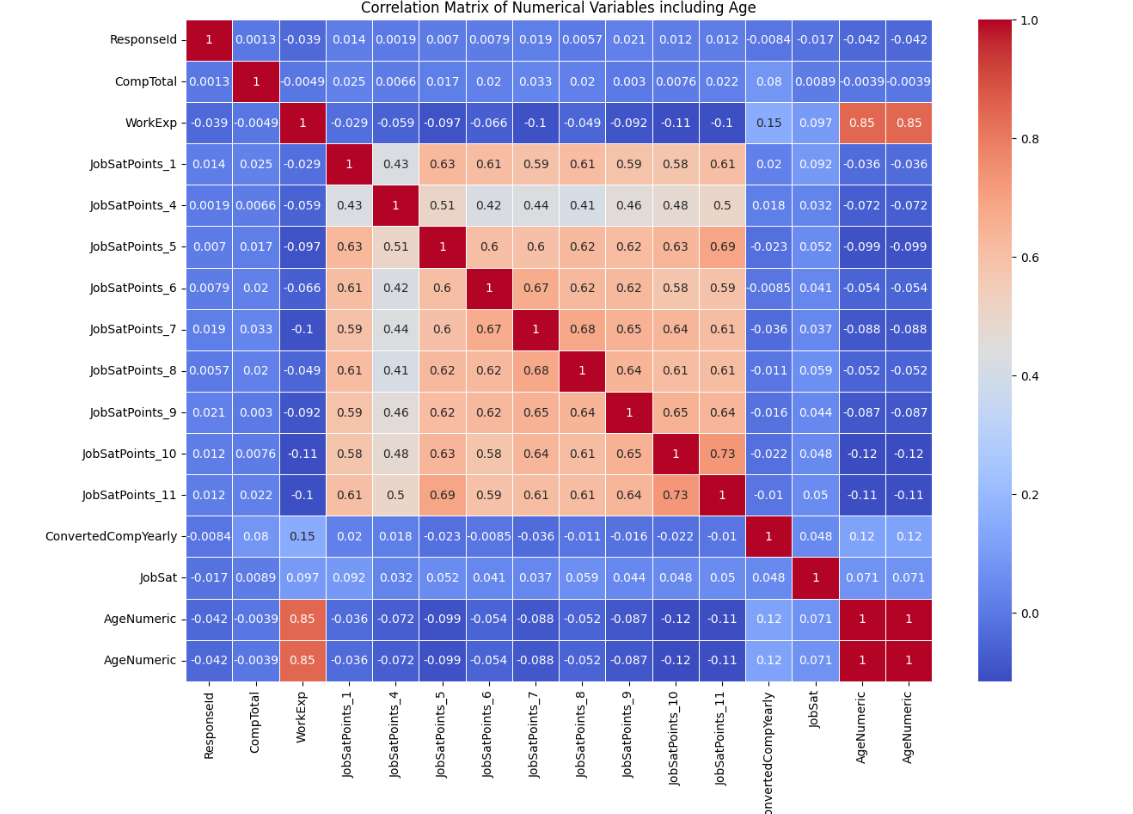 Correlation Matrix of Numerical Variables including Age
ResponseId 1 0.0013 -0.039 0.014 0.0019 0.007 0.0079 0.019 0.0057 0.021 0.012 0.012 -0.0084 -0.017 -0.042 -0.042
CompTotal 0.0013 1 -0.0049 0.025 0.0066 0.017 0.02 0.033 0.02 0.003 0.0076 0.022 0.08 0.0089 -0.0039 -0.0039
WorkExp -0.039 -0.0049 1 -0.029 -0.059 -0.097 -0.066 -0.1 -0.049 -0.092 -0.11 -0.1 0.15 0.097 0.85 0.85
JobSatPoints_1 0.014 0.025 -0.029 1 0.43 0.63 0.61 0.59 0.61 0.59 0.58 0.61 0.02 0.092 -0.036 -0.036
JobSatPoints_4 0.0019 0.0066 -0.059 0.43 1 0.51 0.42 0.44 0.41 0.46 0.48 0.5 0.018 0.032 -0.072 -0.072
JobSatPoints_5 0.007 0.017 -0.097 0.63 0.51 1 0.6 0.6 0.62 0.62 0.63 0.69 -0.023 0.052 -0.099 -0.099
JobSatPoints_6 0.0079 0.02 -0.066 0.61 0.42 0.6 1 0.67 0.62 0.62 0.58 0.59 -0.0085 0.041 -0.054 -0.054
JobSatPoints_7 0.019 0.033 -0.1 0.59 0.44 0.6 0.67 1 0.68 0.65 0.64 0.61 -0.036 0.037 -0.088 -0.088
JobSatPoints_8 0.0057 0.02 -0.049 0.61 0.41 0.62 0.62 0.68 1 0.64 0.61 0.61 -0.011 0.059 -0.052 -0.052
JobSatPoints_9 0.021 0.003 -0.092 0.59 0.46 0.62 0.62 0.65 0.64 1 0.65 0.64 -0.016 0.044 -0.087 -0.087
JobSatPoints_10 0.012 0.0076 -0.11 0.58 0.48 0.63 0.58 0.64 0.61 0.65 1 0.73 -0.022 0.048 -0.12 -0.12
JobSatPoints_11 0.012 0.022 -0.1 0.61 0.5 0.69 0.59 0.61 0.61 0.64 0.73 1 -0.01 0.05 -0.11 -0.11
ConvertedCompYearly -0.0084 0.08 0.15 0.02 0.018 -0.023 -0.0085 -0.036 -0.011 -0.016 -0.022 -0.01 1 0.048 0.12 0.12
JobSat -0.017 0.0089 0.097 0.092 0.032 0.052 0.041 0.037 0.059 0.044 0.048 0.05 0.048 1 0.071 0.071
AgeNumeric -0.042 -0.0039 0.85 -0.036 -0.072 -0.099 -0.054 -0.088 -0.052 -0.087 -0.12 -0.11 0.12 0.071 1 1
AgeNumeric -0.042 -0.0039 0.85 -0.036 -0.072 -0.099 -0.054 -0.088 -0.052 -0.087 -0.12 -0.11 0.12 0.071 1 1
ResponseId
CompTotal
WorkExp
JobSatPoints_1
JobSatPoints_4
JobSatPoints_5
JobSatPoints_6
JobSatPoints_7
JobSatPoints_8
JobSatPoints_9
JobSatPoints_10
JobSatPoints_11
onvertedCompYearly
JobSat
AgeNumeric
AgeNumeric
1.0
0.8
0.6
0.4
0.2
0.0